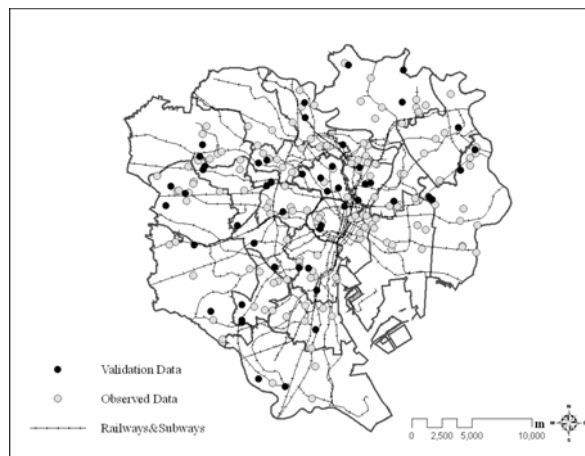 Validation Data
Observed Data
Railways&Subways
m
0 2,500 5,000 10,000
N
W
S